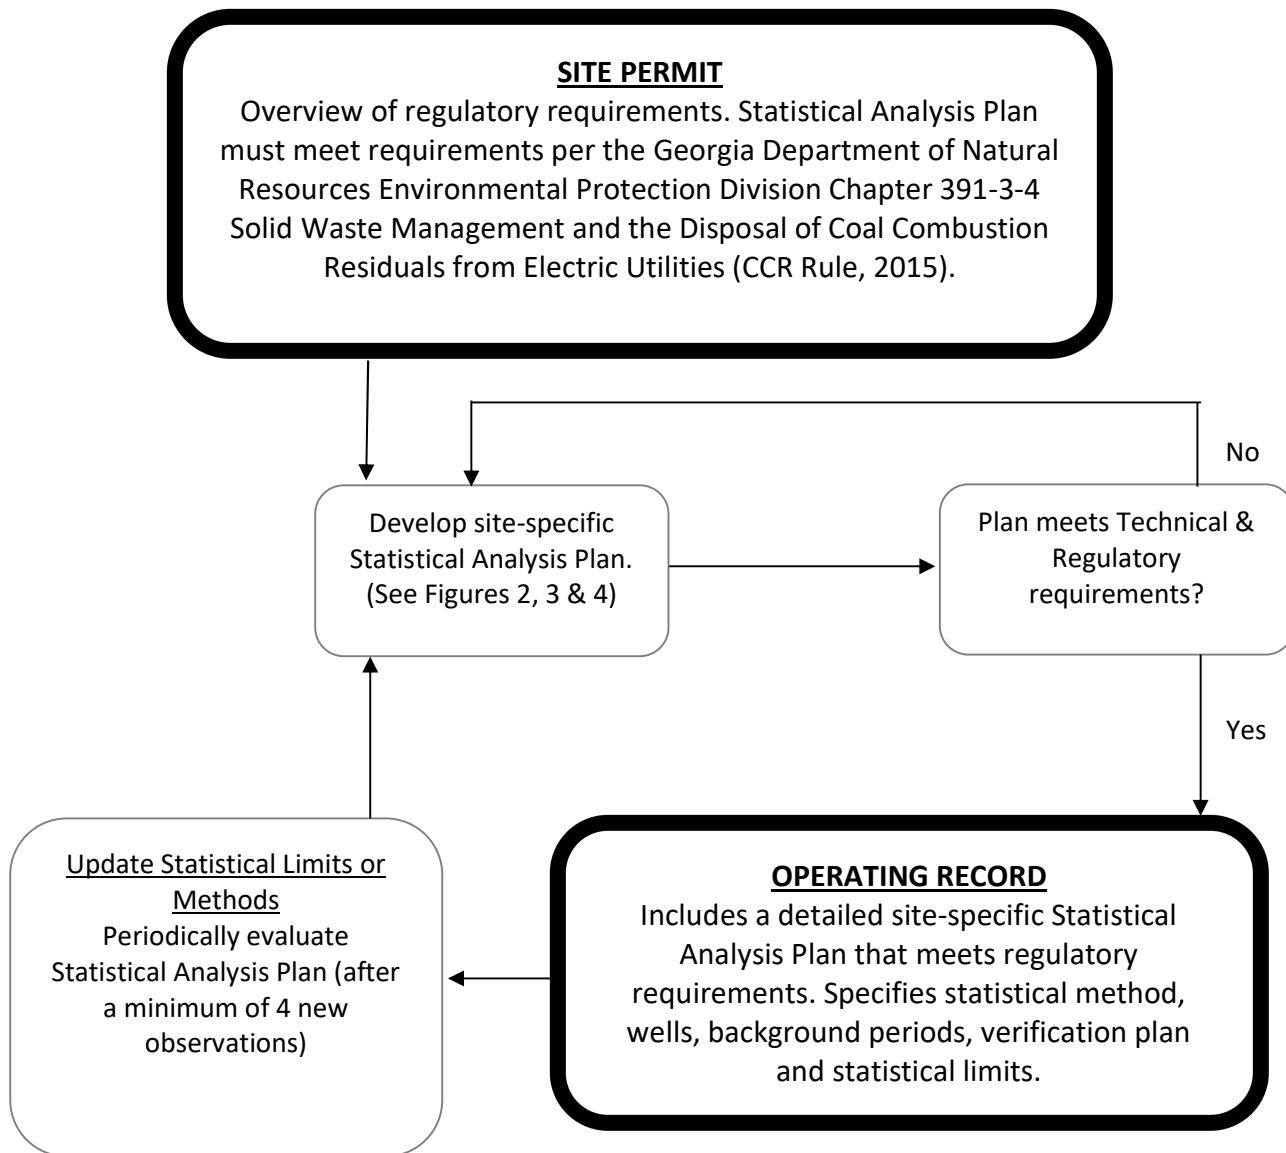 SITE PERMIT
Overview of regulatory requirements. Statistical Analysis Plan
must meet requirements per the Georgia Department of Natural
Resources Environmental Protection Division Chapter 391-3-4
Solid Waste Management and the Disposal of Coal Combustion
Residuals from Electric Utilities (CCR Rule, 2015).
No
Develop site-specific
Statistical Analysis Plan.
(See Figures 2, 3 & 4)
Plan meets Technical &
Regulatory
requirements?
Yes
OPERATING RECORD
Includes a detailed site-specific Statistical
Analysis Plan that meets regulatory
requirements. Specifies statistical method,
wells, background periods, verification plan
and statistical limits.
Update Statistical Limits or
Methods
Periodically evaluate
Statistical Analysis Plan (after
a minimum of 4 new
observations)